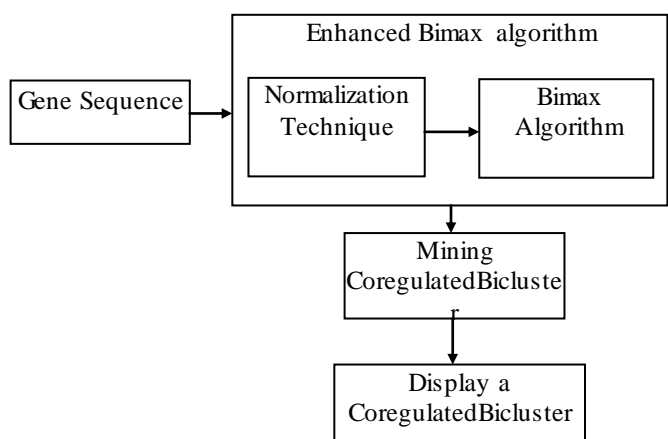 Enhanced Bimax algorithm
Gene Sequence
Normalization
Technique
Bimax
Algorithm
Mining
CoregulatedBicluste
r
Display a
CoregulatedBicluster